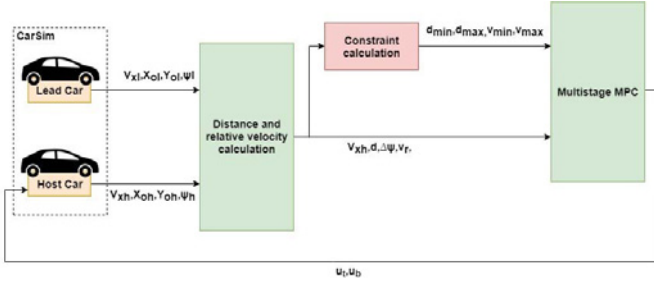 CarSim
Lead Car
Host Car
Vxl,Xol,Yol,ψl
Vxh,Xoh,Yoh,ψh
Distance and
relative velocity
calculation
Constraint
calculation
dmin,dmax,vmin,vmax
Vxh,d,Δψ,vr,
Multistage MPC
ut,ub